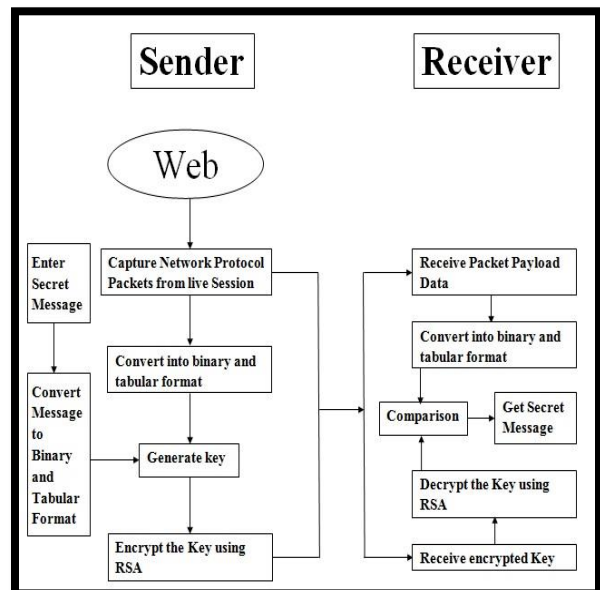 Sender
Receiver
Web
Enter
Secret
Message
Capture Network Protocol
Packets from live Session
Receive Packet Payload
Data
Convert into binary and
tabular format
Convert into binary and
tabular format
Convert
Message
to
Binary
and
Tabular
Format
Comparison
Get Secret
Message
Generate key
Decrypt the Key using
RSA
Encrypt the Key using
RSA
Receive encrypted Key